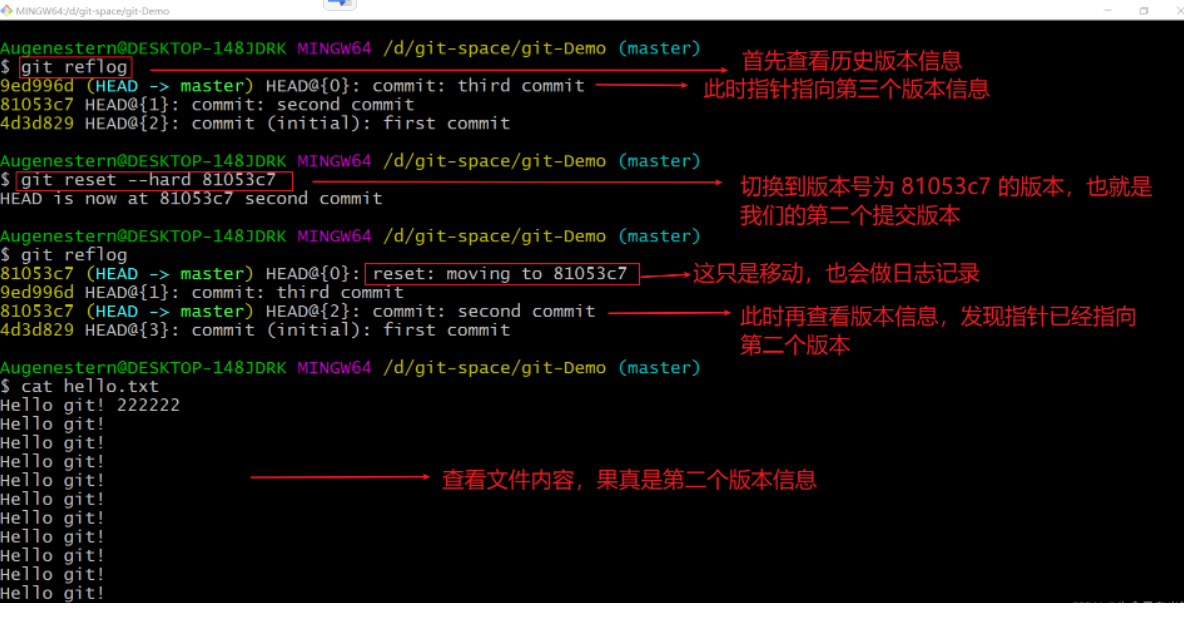 MINGW64:/d/git-space/git-Demo
Augenestern@DESKTOP-148JDRK MINGW64 /d/git-space/git-Demo (master)
$ git reflog
首先查看历史版本信息
9ed996d (HEAD -> master) HEAD@{0}: commit: third commit
此时指针指向第三个版本信息
81053c7 HEAD@{1}: commit: second commit
4d3d829 HEAD@{2}: commit (initial): first commit
Augenestern@DESKTOP-148JDRK MINGW64 /d/git-space/git-Demo (master)
$ git reset --hard 81053c7
切换到版本号为 81053c7 的版本，也就是
我们的第二个提交版本
HEAD is now at 81053c7 second commit
Augenestern@DESKTOP-148JDRK MINGW64 /d/git-space/git-Demo (master)
$ git reflog
81053c7 (HEAD -> master) HEAD@{0}: reset: moving to 81053c7
这只是移动，也会做日志记录
9ed996d HEAD@{1}: commit: third commit
81053c7 (HEAD -> master) HEAD@{2}: commit: second commit
此时再查看版本信息，发现指针已经指向
第二个版本
4d3d829 HEAD@{3}: commit (initial): first commit
Augenestern@DESKTOP-148JDRK MINGW64 /d/git-space/git-Demo (master)
$ cat hello.txt
Hello git! 222222
Hello git!
Hello git!
Hello git!
Hello git!
查看文件内容，果真是第二个版本信息
Hello git!
Hello git!
Hello git!
Hello git!
Hello git!
Hello git!